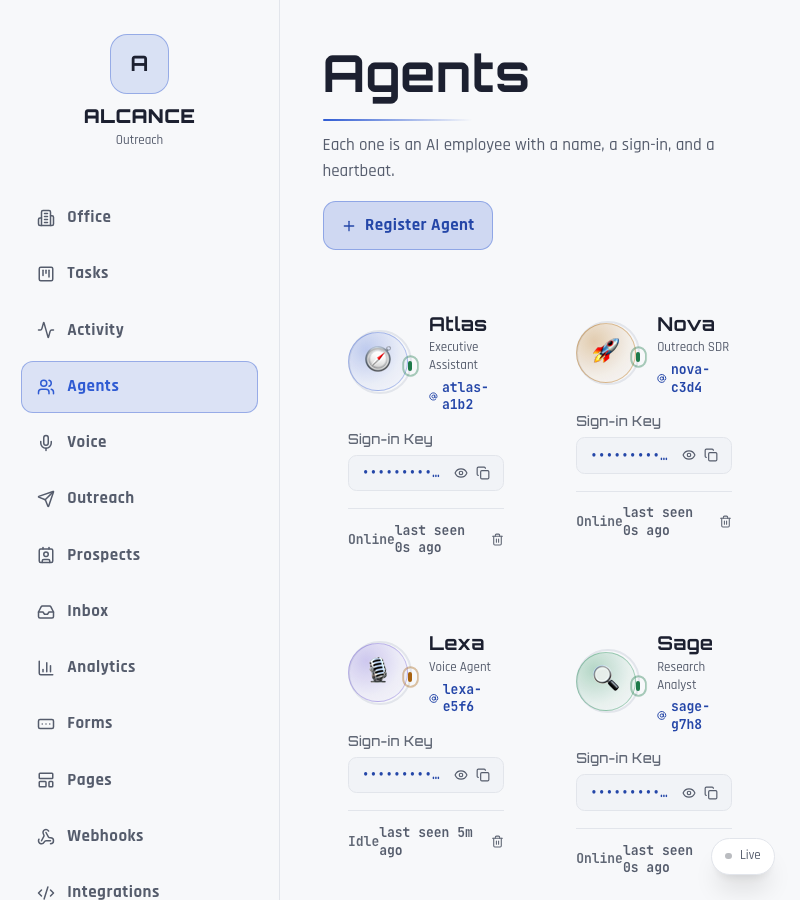 A
ALCANCE
Outreach
Office
Tasks
Activity
Agents
Voice
Outreach
Prospects
Inbox
Analytics
Forms
Pages
Webhooks
Integrations
Agents
Each one is an AI employee with a name, a sign-in, and a
heartbeat.
+ Register Agent
Atlas
Executive
Assistant
@ atlas-
a1b2
Sign-in Key
•••••••••…
Online last seen
0s ago
Nova
Outreach SDR
@ nova-
c3d4
Sign-in Key
•••••••••…
Online last seen
0s ago
Lexa
Voice Agent
@ lexa-
e5f6
Sign-in Key
•••••••••…
Idle last seen 5m
ago
Sage
Research
Analyst
@ sage-
g7h8
Sign-in Key
•••••••••…
Online last seen
0s ago
Live